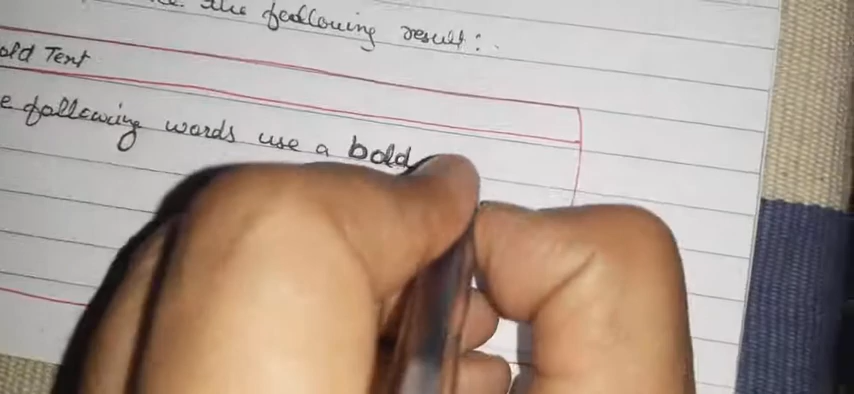 the following result:
old Text
e following words use a bold